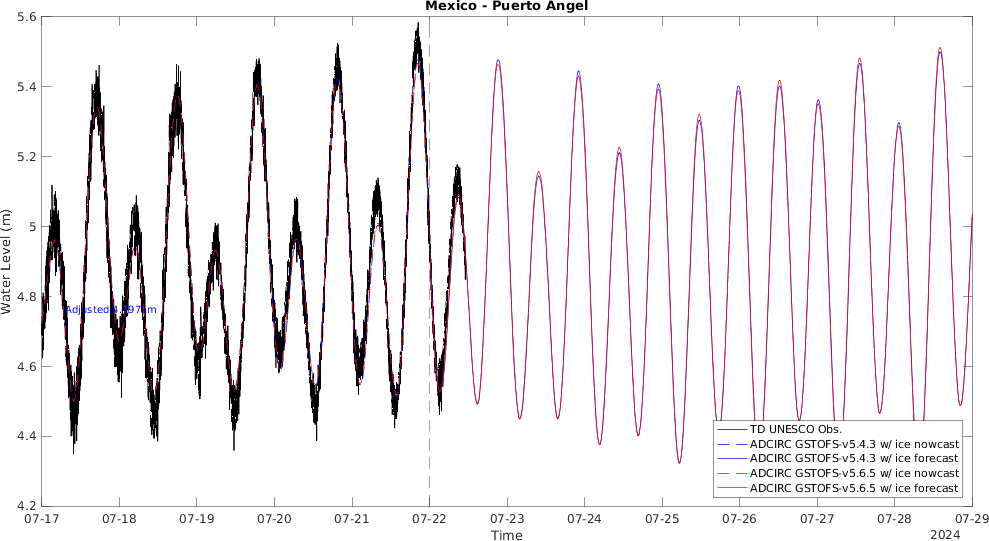 Mexico - Puerto Angel
5.6
5.4
5.2
5
4.8
4.6
4.4
4.2
Water Level (m)
TD UNESCO Obs.
ADCIRC GSTOFS-v5.4.3 w/ ice nowcast
ADCIRC GSTOFS-v5.4.3 w/ ice forecast
ADCIRC GSTOFS-v5.6.5 w/ ice nowcast
ADCIRC GSTOFS-v5.6.5 w/ ice forecast
07-17 07-18 07-19 07-20 07-21 07-22 07-23 07-24 07-25 07-26 07-27 07-28 07-29
Time
2024